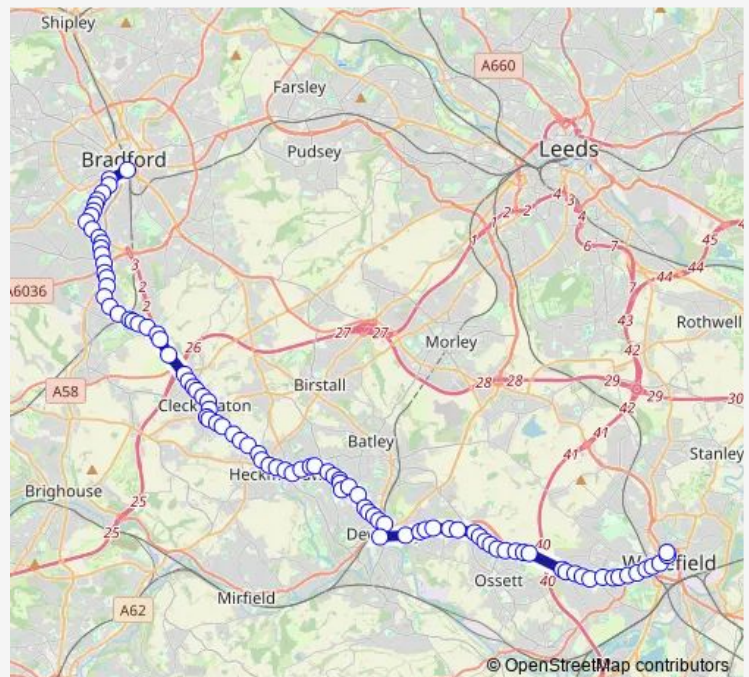 Shipley
A660
Farsley
Leeds
Bradford
Pudsey
1
2
2
4
3
4
6
7
45
3
44
44
A6036
2
7
2
43
Rothwell
26
27
27
Morley
42
28
28
29
29
30
A58
Birstall
42
41
Batley
41
Stanley
Brighouse
25
25
40
Ossett
40
Mirfield
A62
© OpenStreetMap contributors